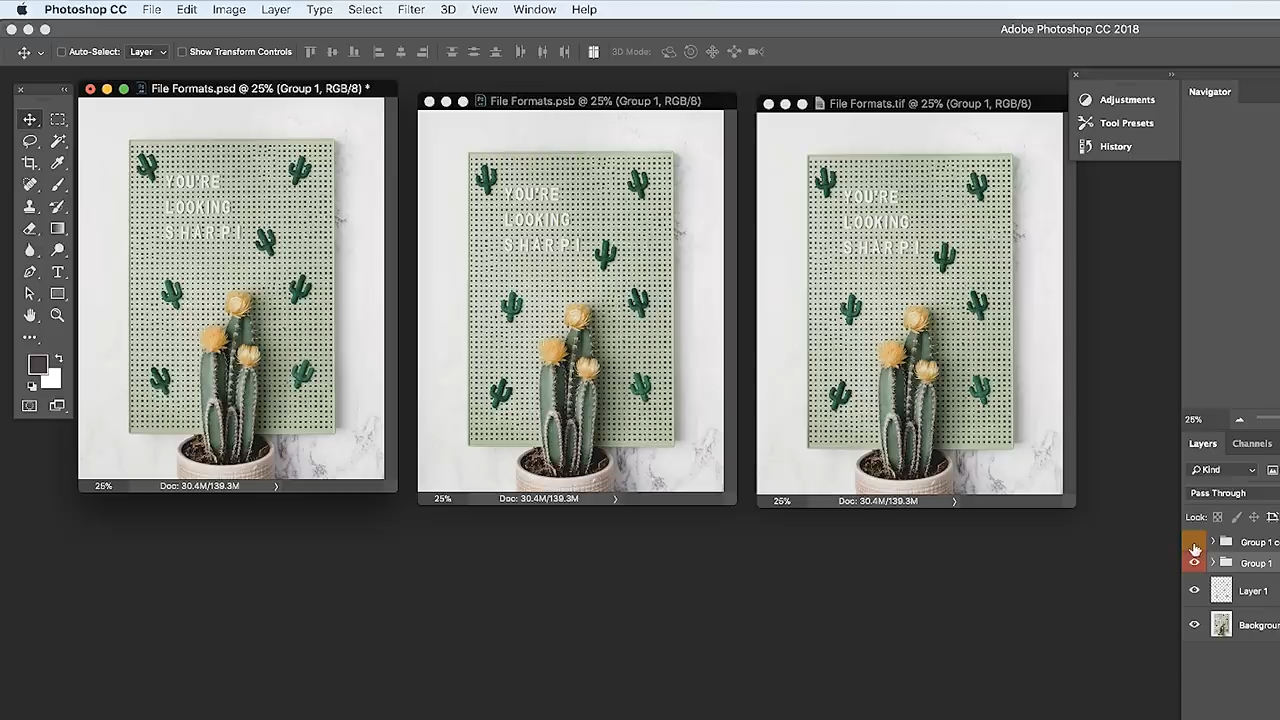 Photoshop CC File Edit Image Layer Type Select Filter 3D View Window Help
Adobe Photoshop CC 2018
Auto-Select: Layer Show Transform Controls 3D Mode:
File Formats.psd @ 25% (Group 1, RGB/8) *
File Formats.psb @ 25% (Group 1, RGB/8)
File Formats.tif @ 25% (Group 1, RGB/8)
Adjustments
Tool Presets
History
Navigator
YOU'RE
LOOKING
S.H.A.R.P.!
YOU'RE
LOOKING
S.H.A.R.P.!
YOU'RE
LOOKING
S.H.A.R.P.!
T
25% Doc: 30.4M/139.3M
25% Doc: 30.4M/139.3M
25% Doc: 30.4M/139.3M
25%
Layers Channels
Kind
Pass Through
Lock:
Group 1 c
Group 1
Layer 1
Backgroun